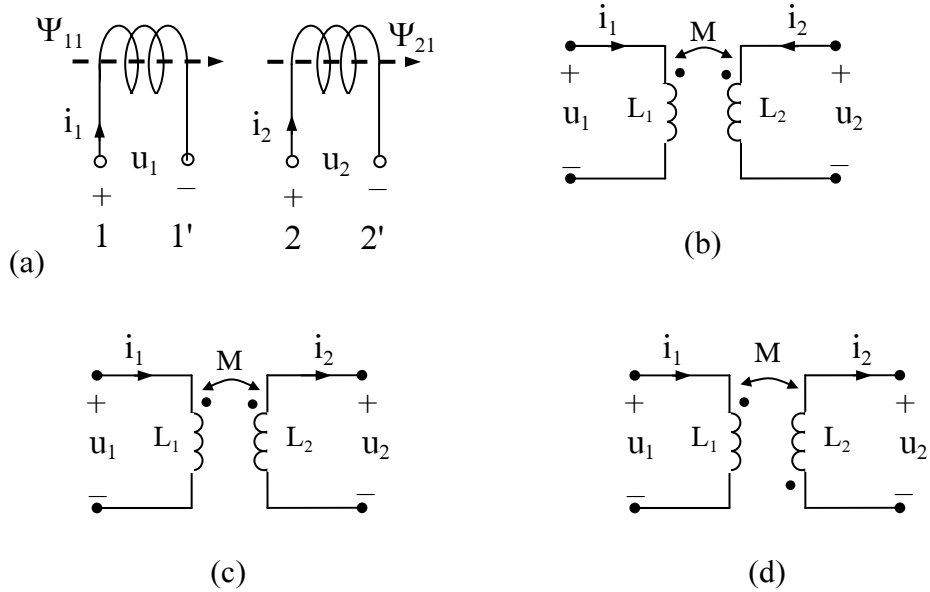 Ψ11 Ψ21
i1 i2
u1 u2
+ − + −
1 1' 2 2'
(a)
i1 M i2
+ +
u1 L1 L2 u2
− −
(b)
i1 M i2
+ +
u1 L1 L2 u2
− −
(c)
i1 M i2
+ +
u1 L1 L2 u2
− −
(d)